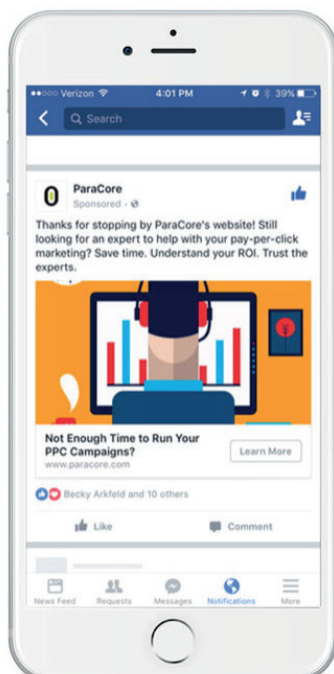 Verizon 4:01 PM 39%
Search
ParaCore
Sponsored ·
Thanks for stopping by ParaCore's website! Still
looking for an expert to help with your pay-per-click
marketing? Save time. Understand your ROI. Trust the
experts.
Not Enough Time to Run Your
PPC Campaigns?
www.paracore.com
Learn More
Becky Arkfeld and 10 others
Like Comment
News Feed Requests Messages Notifications More